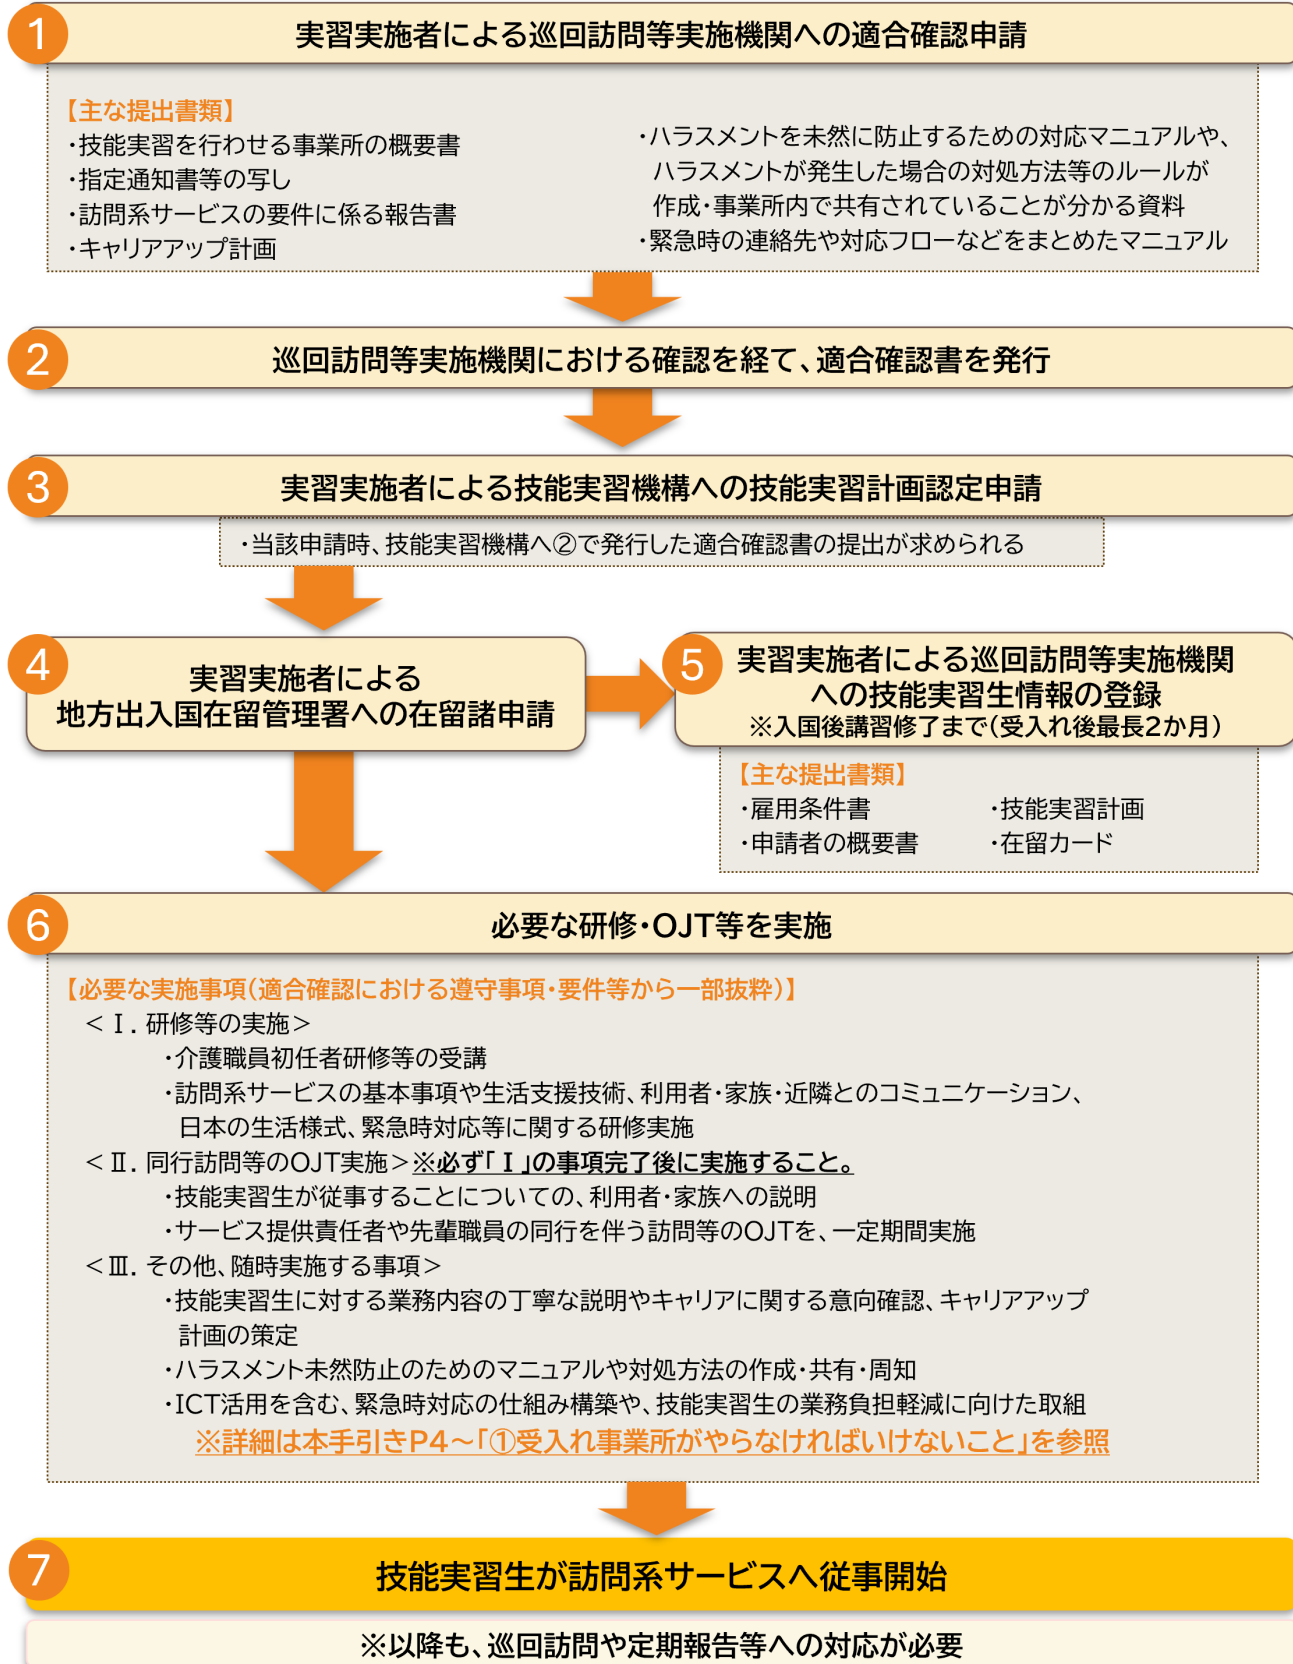 1
実習実施者による巡回訪問等実施機関への適合確認申請
【主な提出書類】
・技能実習を行わせる事業所の概要書
・指定通知書等の写し
・訪問系サービスの要件に係る報告書
・キャリアアップ計画
・ハラスメントを未然に防止するための対応マニュアルや、
ハラスメントが発生した場合の対処方法等のルールが
作成・事業所内で共有されていることが分かる資料
・緊急時の連絡先や対応フローなどをまとめたマニュアル
2
巡回訪問等実施機関における確認を経て、適合確認書を発行
3
実習実施者による技能実習機構への技能実習計画認定申請
・当該申請時、技能実習機構へ②で発行した適合確認書の提出が求められる
4
実習実施者による
地方出入国在留管理署への在留諸申請
5
実習実施者による巡回訪問等実施機関
への技能実習生情報の登録
※入国後講習修了まで（受入れ後最長2か月）
【主な提出書類】
・雇用条件書
・申請者の概要書
・技能実習計画
・在留カード
6
必要な研修・OJT等を実施
【必要な実施事項（適合確認における遵守事項・要件等から一部抜粋）】
＜Ⅰ. 研修等の実施＞
・介護職員初任者研修等の受講
・訪問系サービスの基本事項や生活支援技術、利用者・家族・近隣とのコミュニケーション、
日本の生活様式、緊急時対応等に関する研修実施
＜Ⅱ. 同行訪問等のOJT実施＞※必ず「Ⅰ」の事項完了後に実施すること。
・技能実習生が従事することについての、利用者・家族への説明
・サービス提供責任者や先輩職員の同行を伴う訪問等のOJTを、一定期間実施
＜Ⅲ. その他、随時実施する事項＞
・技能実習生に対する業務内容の丁寧な説明やキャリアに関する意向確認、キャリアアップ
計画の策定
・ハラスメント未然防止のためのマニュアルや対処方法の作成・共有・周知
・ICT活用を含む、緊急時対応の仕組み構築や、技能実習生の業務負担軽減に向けた取組
※詳細は本手引きP4～「①受入れ事業所がやらなければいけないこと」を参照
7
技能実習生が訪問系サービスへ従事開始
※以降も、巡回訪問や定期報告等への対応が必要